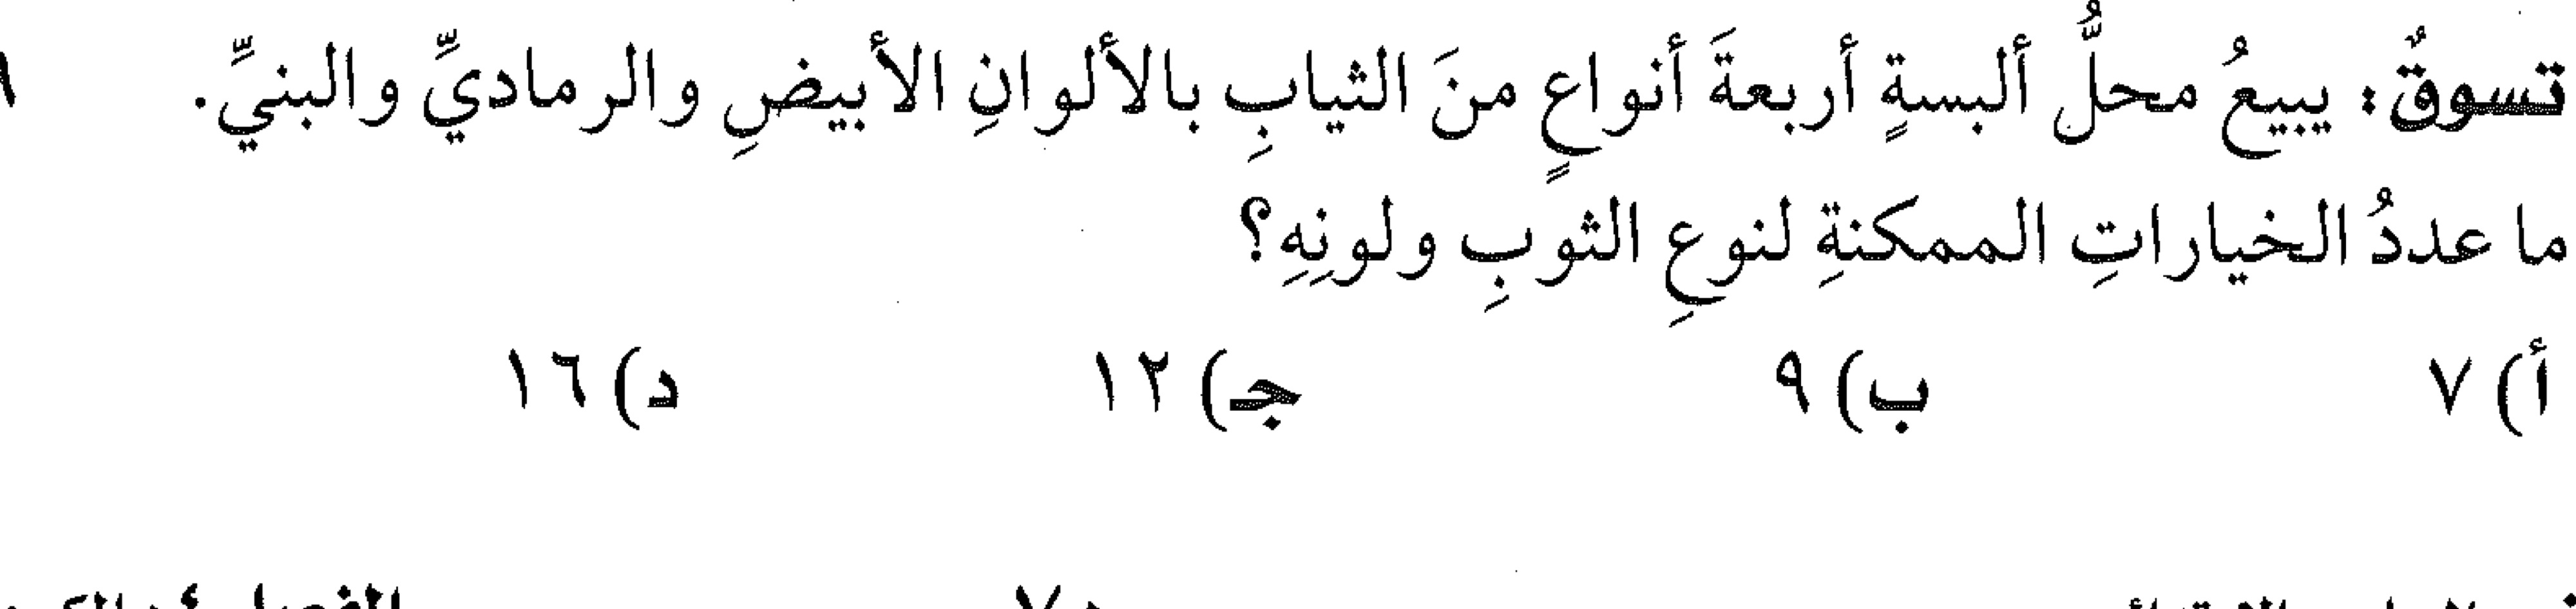 تسوقٌ: يبيعُ محلُّ ألبسةٍ أربعةَ أنواعٍ منَ الثيابِ بالألوانِ الأبيضِ والرماديِّ والبنيِّ.
ما عددُ الخياراتِ الممكنةِ لنوعِ الثوبِ ولونِهِ؟
أ) ٧ ب) ٩ جـ) ١٢ د) ١٦